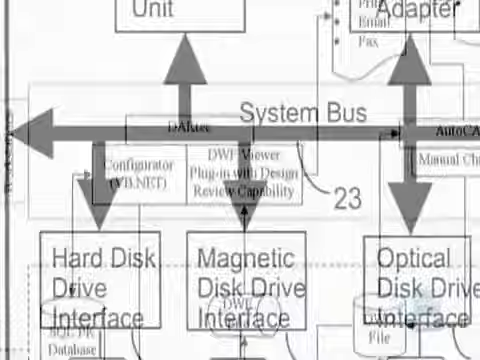 Unit
Adapter
Email
Fax
System Bus
Configurator
(VB.NET)
DWF Viewer
Plug-in with Design
Review Capability
AutoCA
Manual Ch
23
Hard Disk
Drive
Interface
Magnetic
Disk Drive
Interface
Optical
Disk Drive
Interface
Database
File